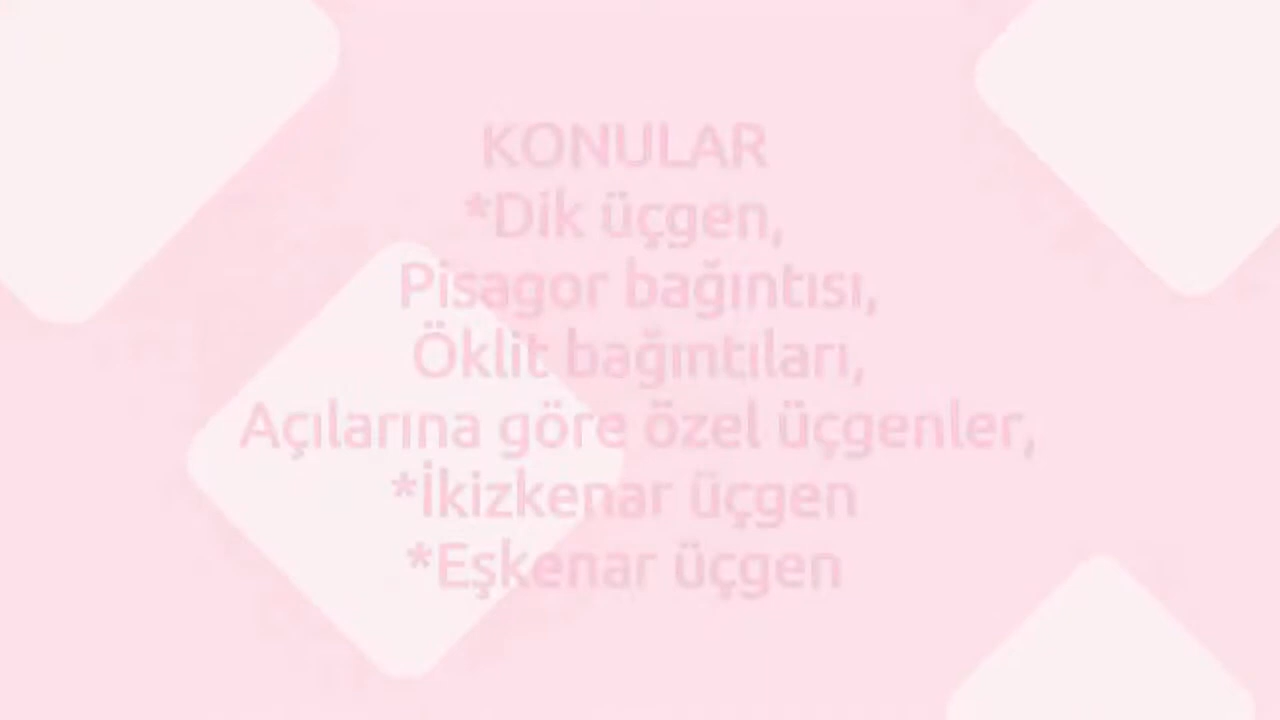 KONULAR
*Dik üçgen,
Pisagor bağıntısı,
Öklit bağıntıları,
Açılarına göre özel üçgenler,
*İkizkenar üçgen
*Eşkenar üçgen